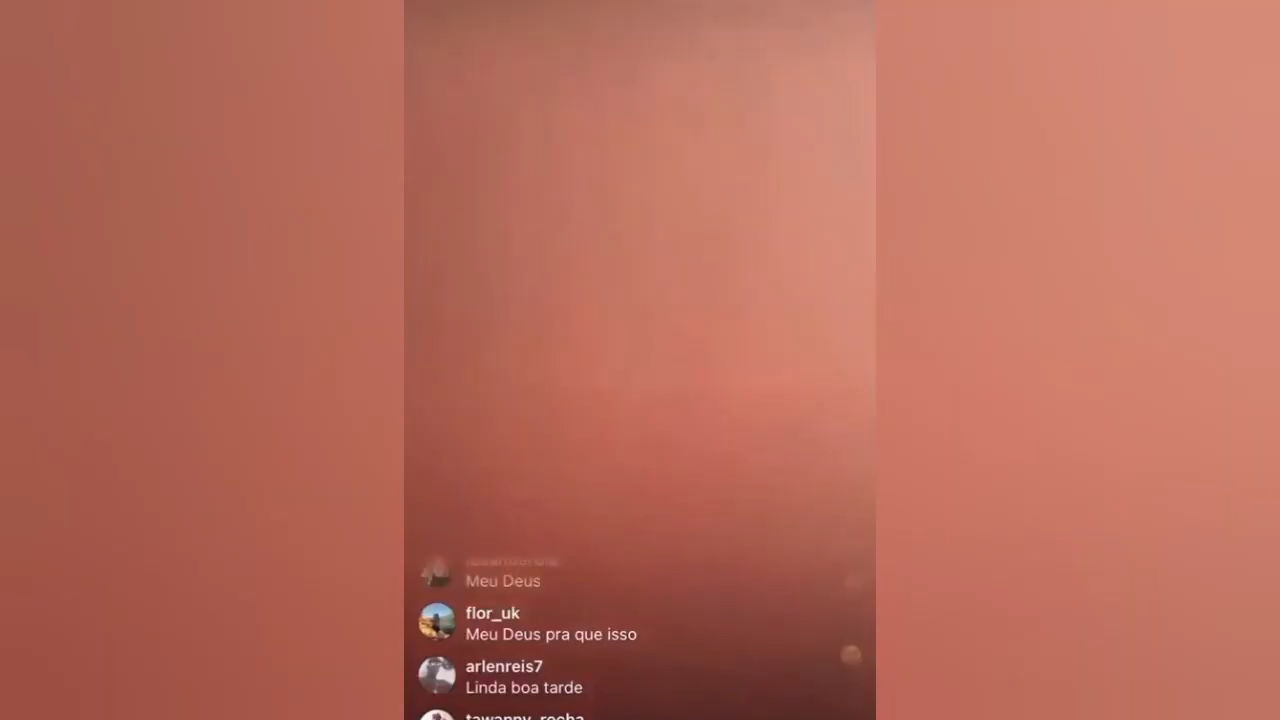 Meu Deus
flor_uk
Meu Deus pra que isso
arlenreis7
Linda boa tarde